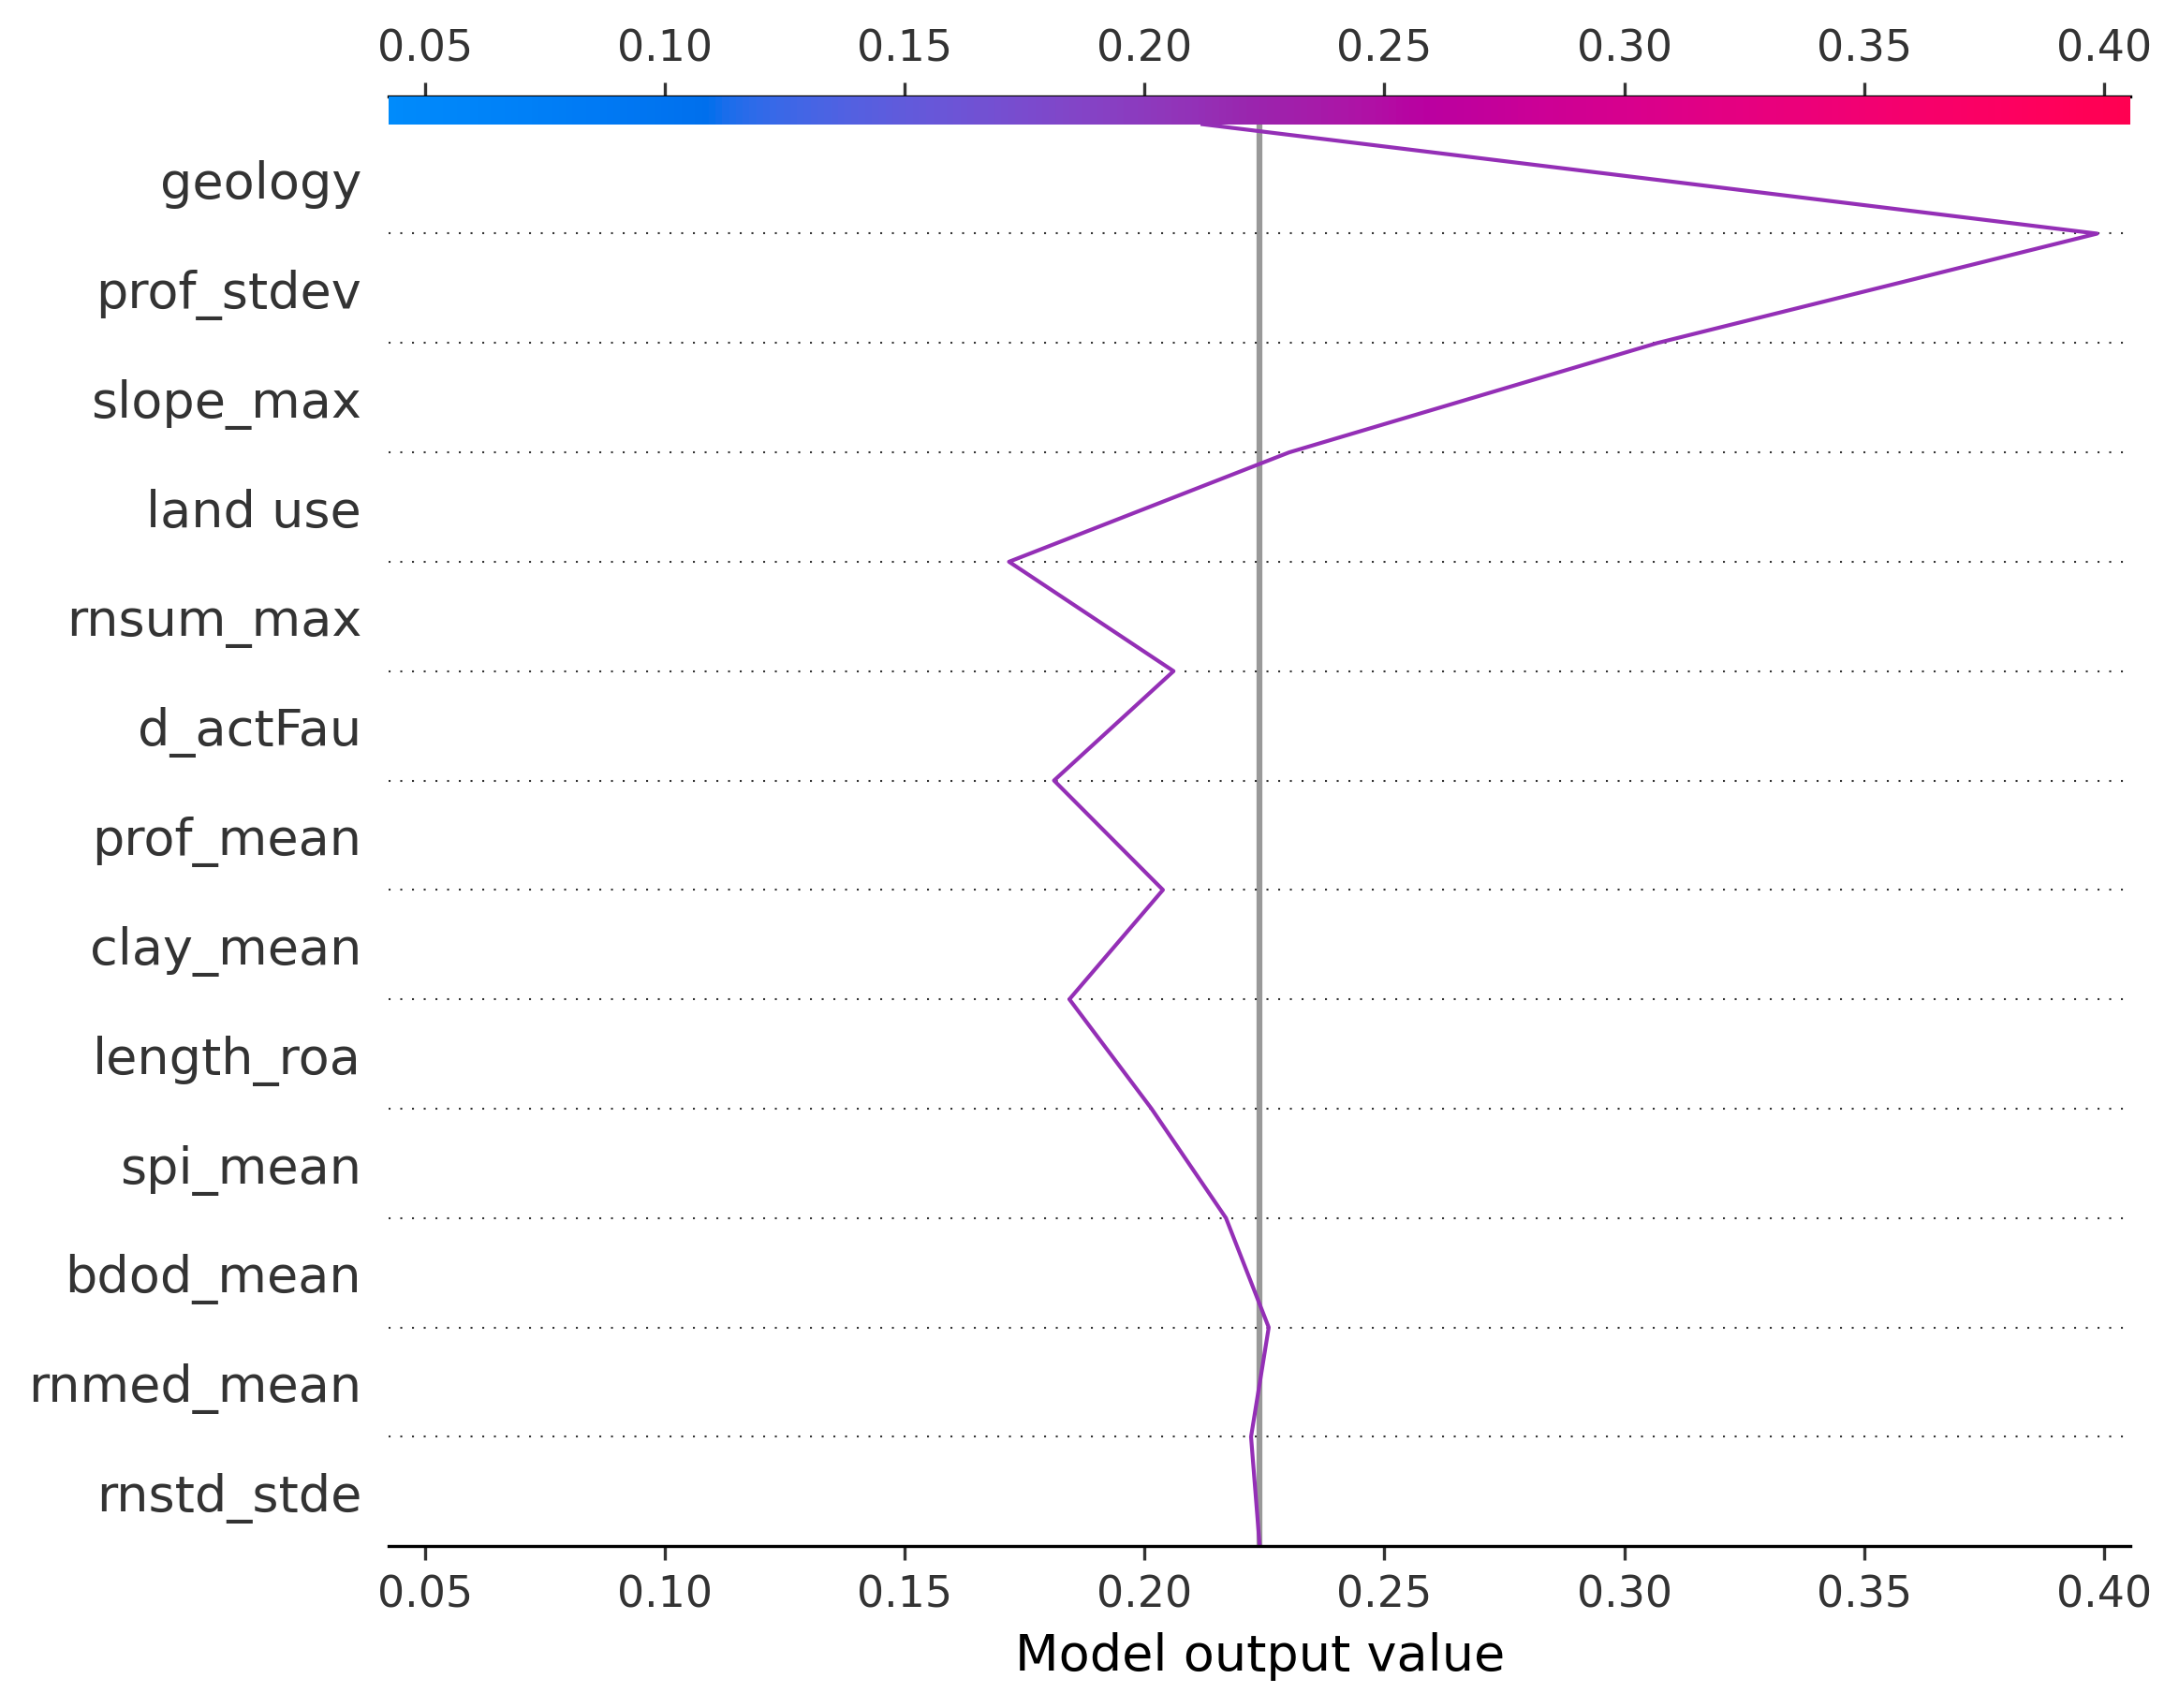 0.05 0.10 0.15 0.20 0.25 0.30 0.35 0.40
geology
prof_stdev
slope_max
land use
rnsum_max
d_actFau
prof_mean
clay_mean
length_roa
spi_mean
bdod_mean
rnmed_mean
rnstd_stde
0.05 0.10 0.15 0.20 0.25 0.30 0.35 0.40
Model output value